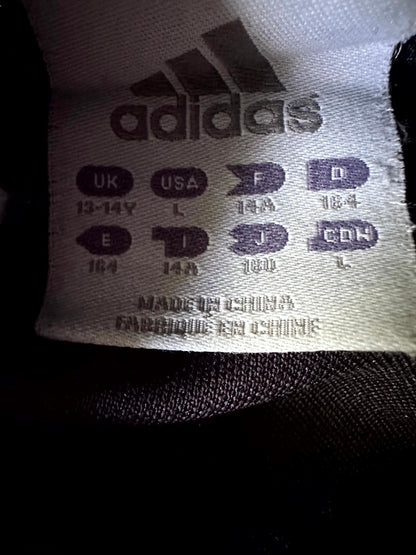 adidas
UK USA F D
13-14Y L 14A 164
E I J CDN
164 14A 160 L
MADE IN CHINA
FABRIQUÉ EN CHINE